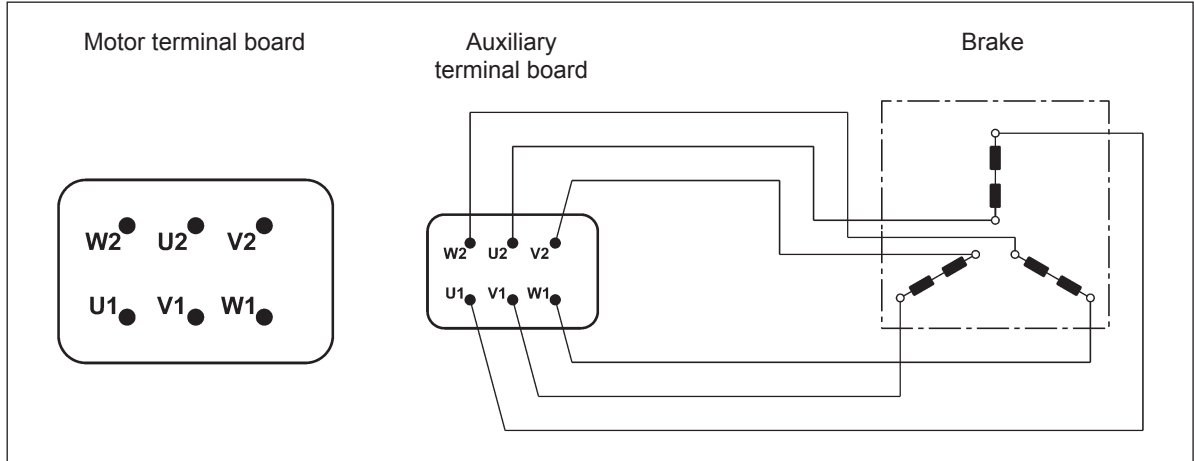 Motor terminal board
Auxiliary
terminal board
Brake
W2 U2 V2
U1 V1 W1
W2 U2 V2
U1 V1 W1